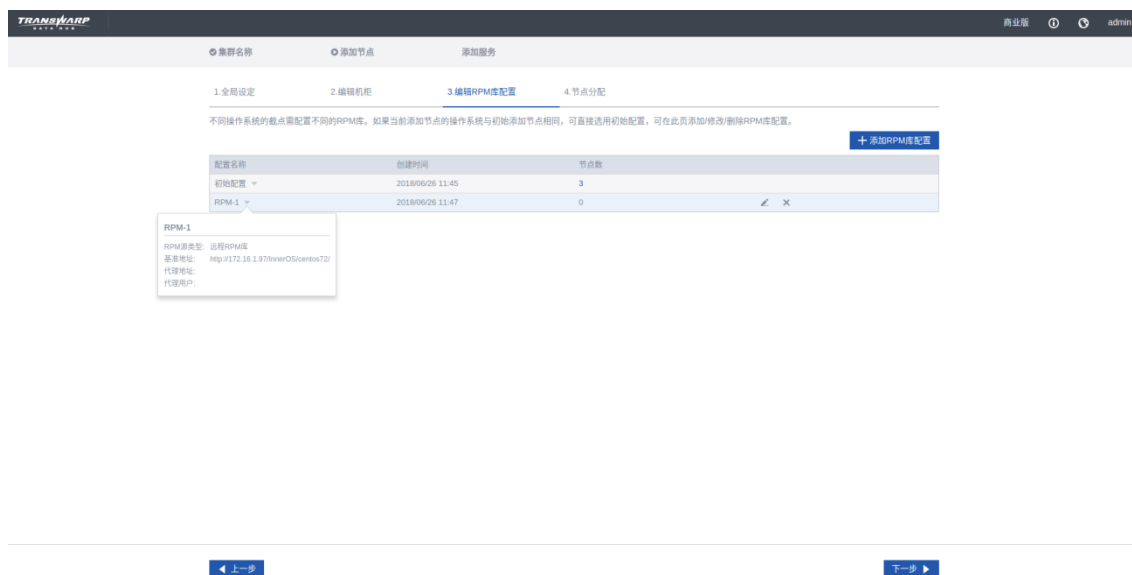 TRANSWARP
DATA HUB
商业版 admin
集群名称 添加节点 添加服务
1.全局设定 2.编辑机柜 3.编辑RPM库配置 4.节点分配
不同操作系统的截点需配置不同的RPM库。如果当前添加节点的操作系统与初始添加节点相同，可直接选用初始配置，可在此页添加/修改/删除RPM库配置。
添加RPM库配置
配置名称 创建时间 节点数
初始配置 2018/06/26 11:45 3
RPM-1 2018/06/26 11:47 0
RPM-1
RPM源类型: 远程RPM库
基准地址: http://172.16.1.97/InnerOS/centos72/
代理地址:
代理用户:
上一步 下一步